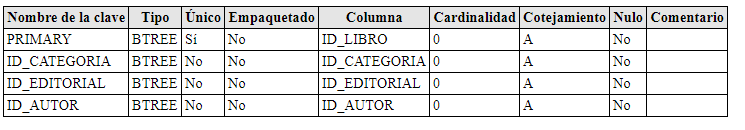 Nombre de la clave Tipo Único Empaquetado Columna Cardinalidad Cotejamiento Nulo Comentario
PRIMARY BTREE Sí No ID_LIBRO 0 A No
ID_CATEGORIA BTREE No No ID_CATEGORIA 0 A No
ID_EDITORIAL BTREE No No ID_EDITORIAL 0 A No
ID_AUTOR BTREE No No ID_AUTOR 0 A No